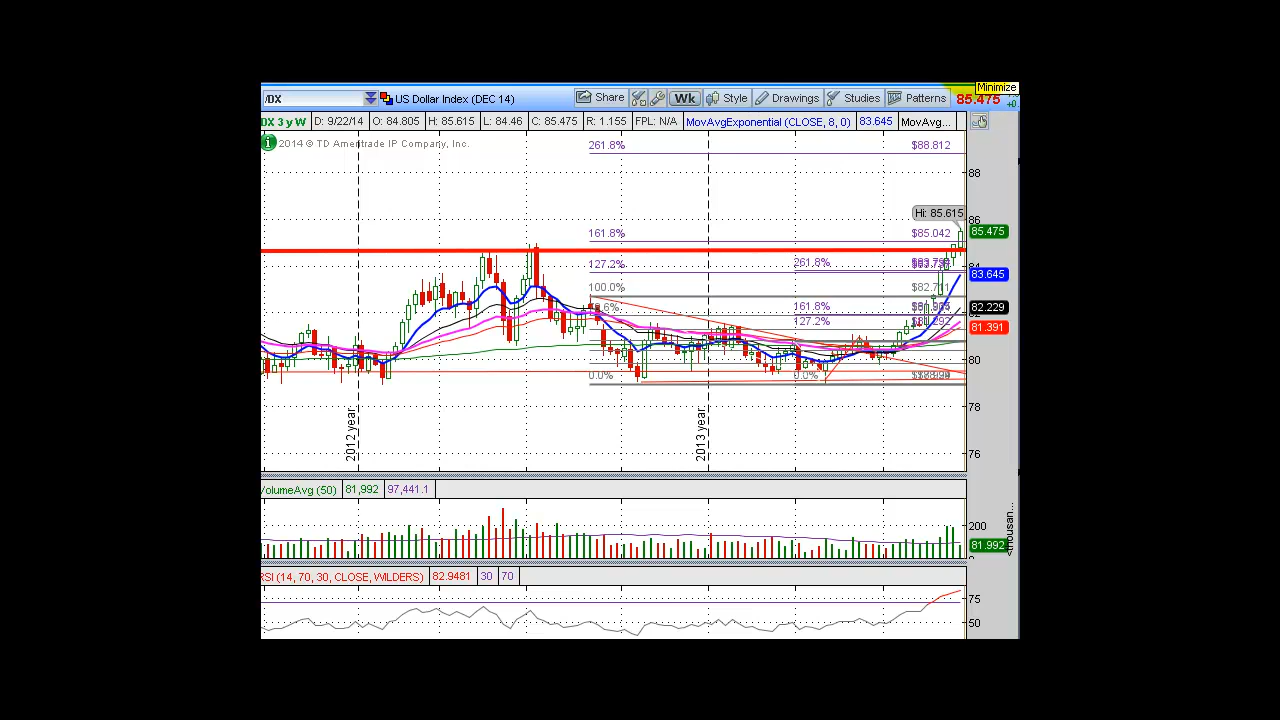 Minimize
/DX US Dollar Index (DEC 14) Share Wk Style Drawings Studies Patterns 85.475
DX 3 y W D: 9/22/14 O: 84.805 H: 85.615 L: 84.46 C: 85.475 R: 1.155 FPL: N/A MovAvgExponential (CLOSE, 8, 0) 83.645 MovAvg...
2014 © TD Ameritrade IP Company, Inc.
261.8% $88.812
88
Hi: 85.615
86
161.8% $85.042
85.475
127.2% 261.8%
84
83.645
100.0%
161.8%
82.229
127.2%
81.391
80
0.0% 0.0%
78
2012 year 2013 year
76
VolumeAvg (50) 81,992 97,441.1
200
81.992
RSI (14, 70, 30, CLOSE, WILDERS) 82.9481 30 70
75
50